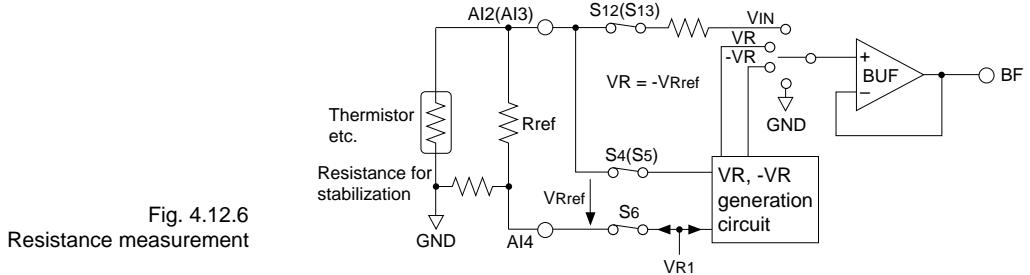 AI2(AI3)
S12(S13)
VIN
VR
-VR
VR = -VRref
+
BUF
−
BF
GND
Thermistor
etc.
Rref
Resistance for
stabilization
S4(S5)
VR, -VR
generation
circuit
VRref
S6
GND
AI4
VR1
Fig. 4.12.6
Resistance measurement